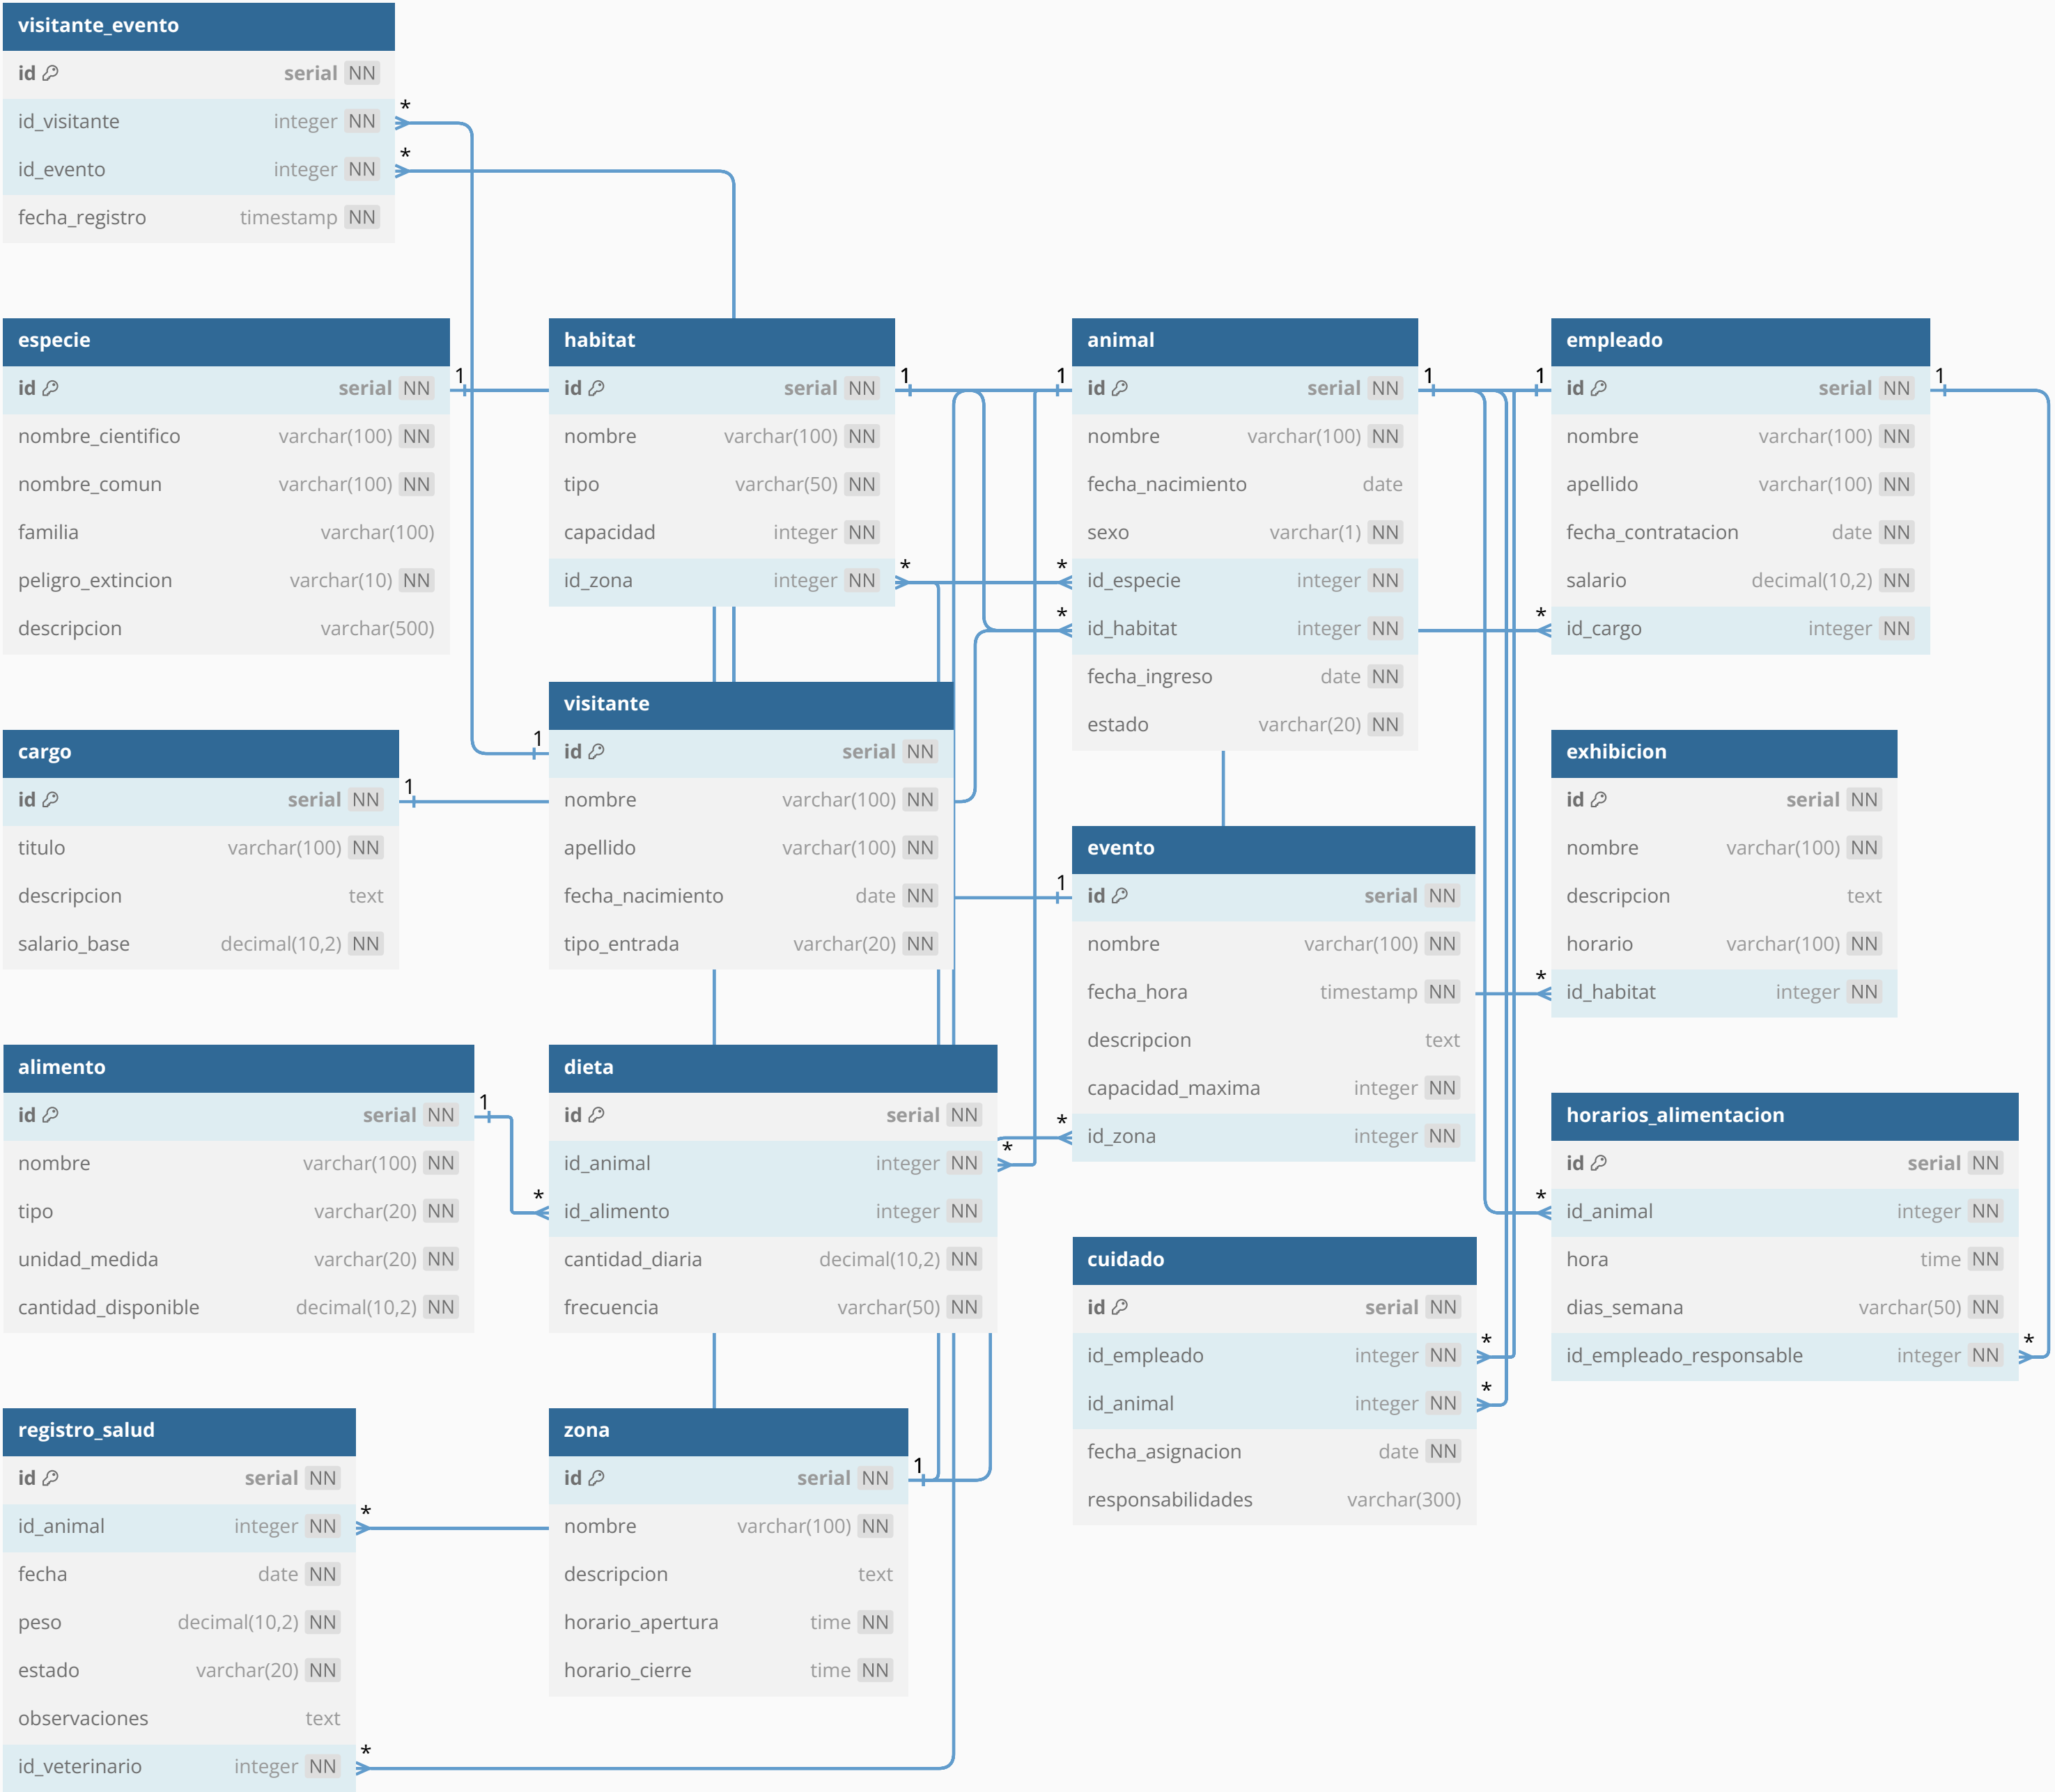 visitante_evento
id serial NN
id_visitante integer NN *
id_evento integer NN *
fecha_registro timestamp NN
especie
id serial NN 1
nombre_cientifico varchar(100) NN
nombre_comun varchar(100) NN
familia varchar(100)
peligro_extincion varchar(10) NN
descripcion varchar(500)
habitat
id serial NN 1
nombre varchar(100) NN
tipo varchar(50) NN
capacidad integer NN
id_zona integer NN *
animal
1 id serial NN 1
nombre varchar(100) NN
fecha_nacimiento date
sexo varchar(1) NN
* id_especie integer NN
* id_habitat integer NN
fecha_ingreso date NN
estado varchar(20) NN
empleado
1 id serial NN 1
nombre varchar(100) NN
apellido varchar(100) NN
fecha_contratacion date NN
salario decimal(10,2) NN
* id_cargo integer NN
cargo
id serial NN 1
titulo varchar(100) NN
descripcion text
salario_base decimal(10,2) NN
visitante
1 id serial NN
nombre varchar(100) NN
apellido varchar(100) NN
fecha_nacimiento date NN
tipo_entrada varchar(20) NN
evento
1 id serial NN
nombre varchar(100) NN
fecha_hora timestamp NN
descripcion text
capacidad_maxima integer NN
* id_zona integer NN
exhibicion
id serial NN
nombre varchar(100) NN
descripcion text
horario varchar(100) NN
* id_habitat integer NN
alimento
id serial NN 1
nombre varchar(100) NN
tipo varchar(20) NN
unidad_medida varchar(20) NN
cantidad_disponible decimal(10,2) NN
dieta
id serial NN
id_animal integer NN *
* id_alimento integer NN
cantidad_diaria decimal(10,2) NN
frecuencia varchar(50) NN
cuidado
id serial NN
id_empleado integer NN *
id_animal integer NN *
fecha_asignacion date NN
responsabilidades varchar(300)
horarios_alimentacion
id serial NN
* id_animal integer NN
hora time NN
dias_semana varchar(50) NN
id_empleado_responsable integer NN *
registro_salud
id serial NN
id_animal integer NN *
fecha date NN
peso decimal(10,2) NN
estado varchar(20) NN
observaciones text
id_veterinario integer NN *
zona
id serial NN 1
nombre varchar(100) NN
descripcion text
horario_apertura time NN
horario_cierre time NN